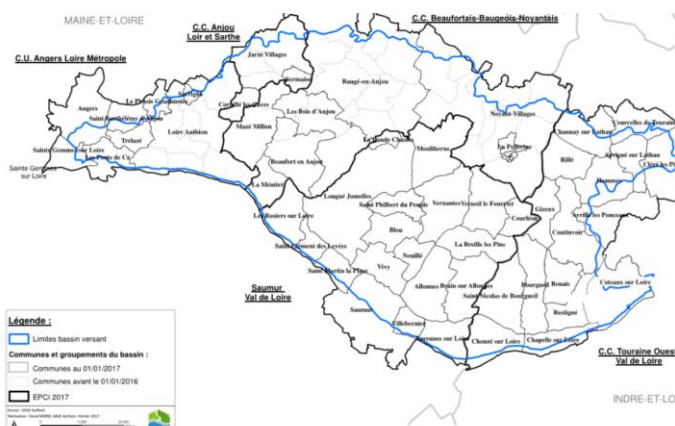 MAINE-ET-LOIRE
C.C. Beaufortais-Baugeois-Noyantais
C.C. Anjou
Loir et Sarthe
C.U. Angers Loire Métropole
Jarzé Villages
Cornillé les Caves
Baugé-en-Anjou
Angers
Loire Authion
Mazé Milon
Les Bois d'Anjou
Noyant-Villages
La Pellerine
Courcelles de Touraine
Channay sur Lathan
Trélazé
Les Ponts de Cé
Sainte Gemmes sur Loire
Sainte Gemmes
sur Loire
Beaufort en Anjou
La Lande Chasles
Mouliherne
Rillé
Savigné sur Lathan
Hommes
La Ménitré
Longué Jumelles
Saint Philbert du Peuple
Vernantes
Vernoil le Fourrier
Courléon
Gizeux
Continvoir
Avrillé les Ponceaux
Les Rosiers sur Loire
Blou
La Breille les Pins
Saint Clément des Levées
Neuillé
Saint Martin la Place
Vivy
Allonnes
Brain sur Allonnes
Bourgueil
Benais
Coteaux sur Loire
Saint Nicolas de Bourgueil
Restigné
Saumur
Val de Loire
Saumur
Villebernier
Varennes sur Loire
Chouzé sur Loire
Chapelle sur Loire
C.C. Touraine Ouest
Val de Loire
INDRE-ET-LO
Légende :
Limites bassin versant
Communes et groupements du bassin :
Communes au 01/01/2017
Communes avant le 01/01/2016
EPCI 2017